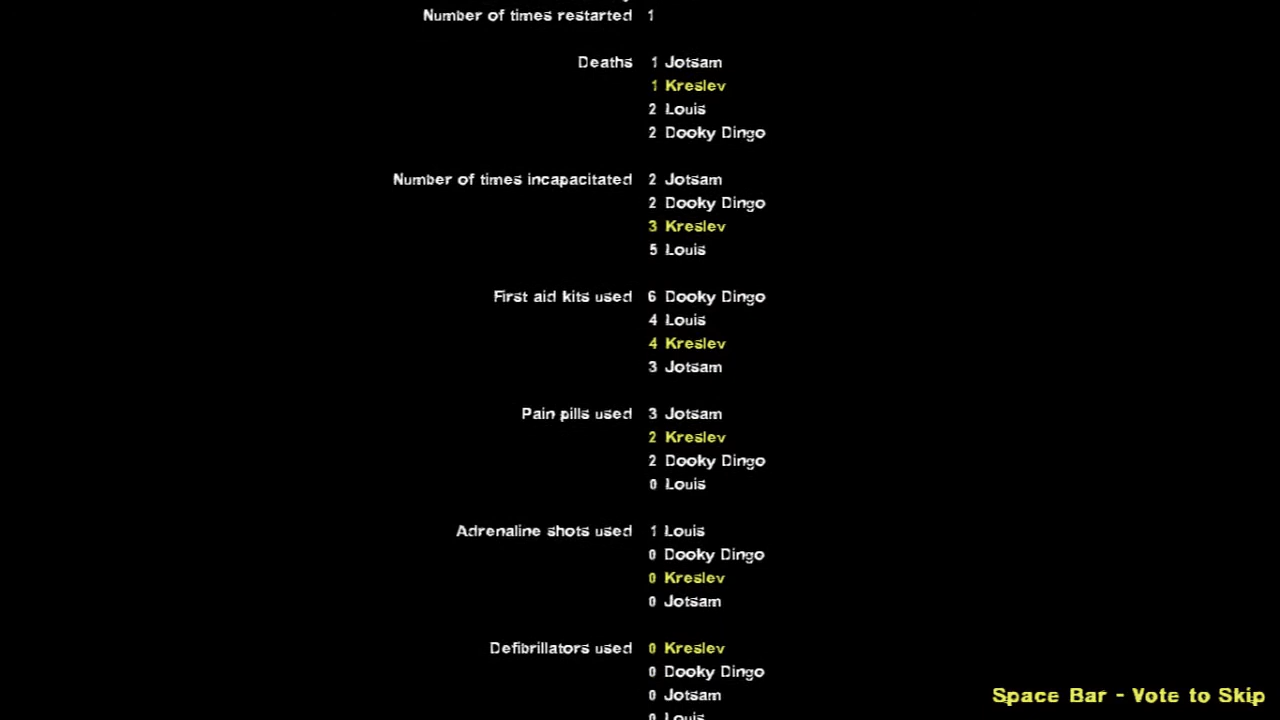 Number of times restarted 1
Deaths 1 Jotsam
1 Kreslev
2 Louis
2 Dooky Dingo
Number of times incapacitated 2 Jotsam
2 Dooky Dingo
3 Kreslev
5 Louis
First aid kits used 6 Dooky Dingo
4 Louis
4 Kreslev
3 Jotsam
Pain pills used 3 Jotsam
2 Kreslev
2 Dooky Dingo
0 Louis
Adrenaline shots used 1 Louis
0 Dooky Dingo
0 Kreslev
0 Jotsam
Defibrillators used 0 Kreslev
0 Dooky Dingo
0 Jotsam
0 Louis
Space Bar - Vote to Skip